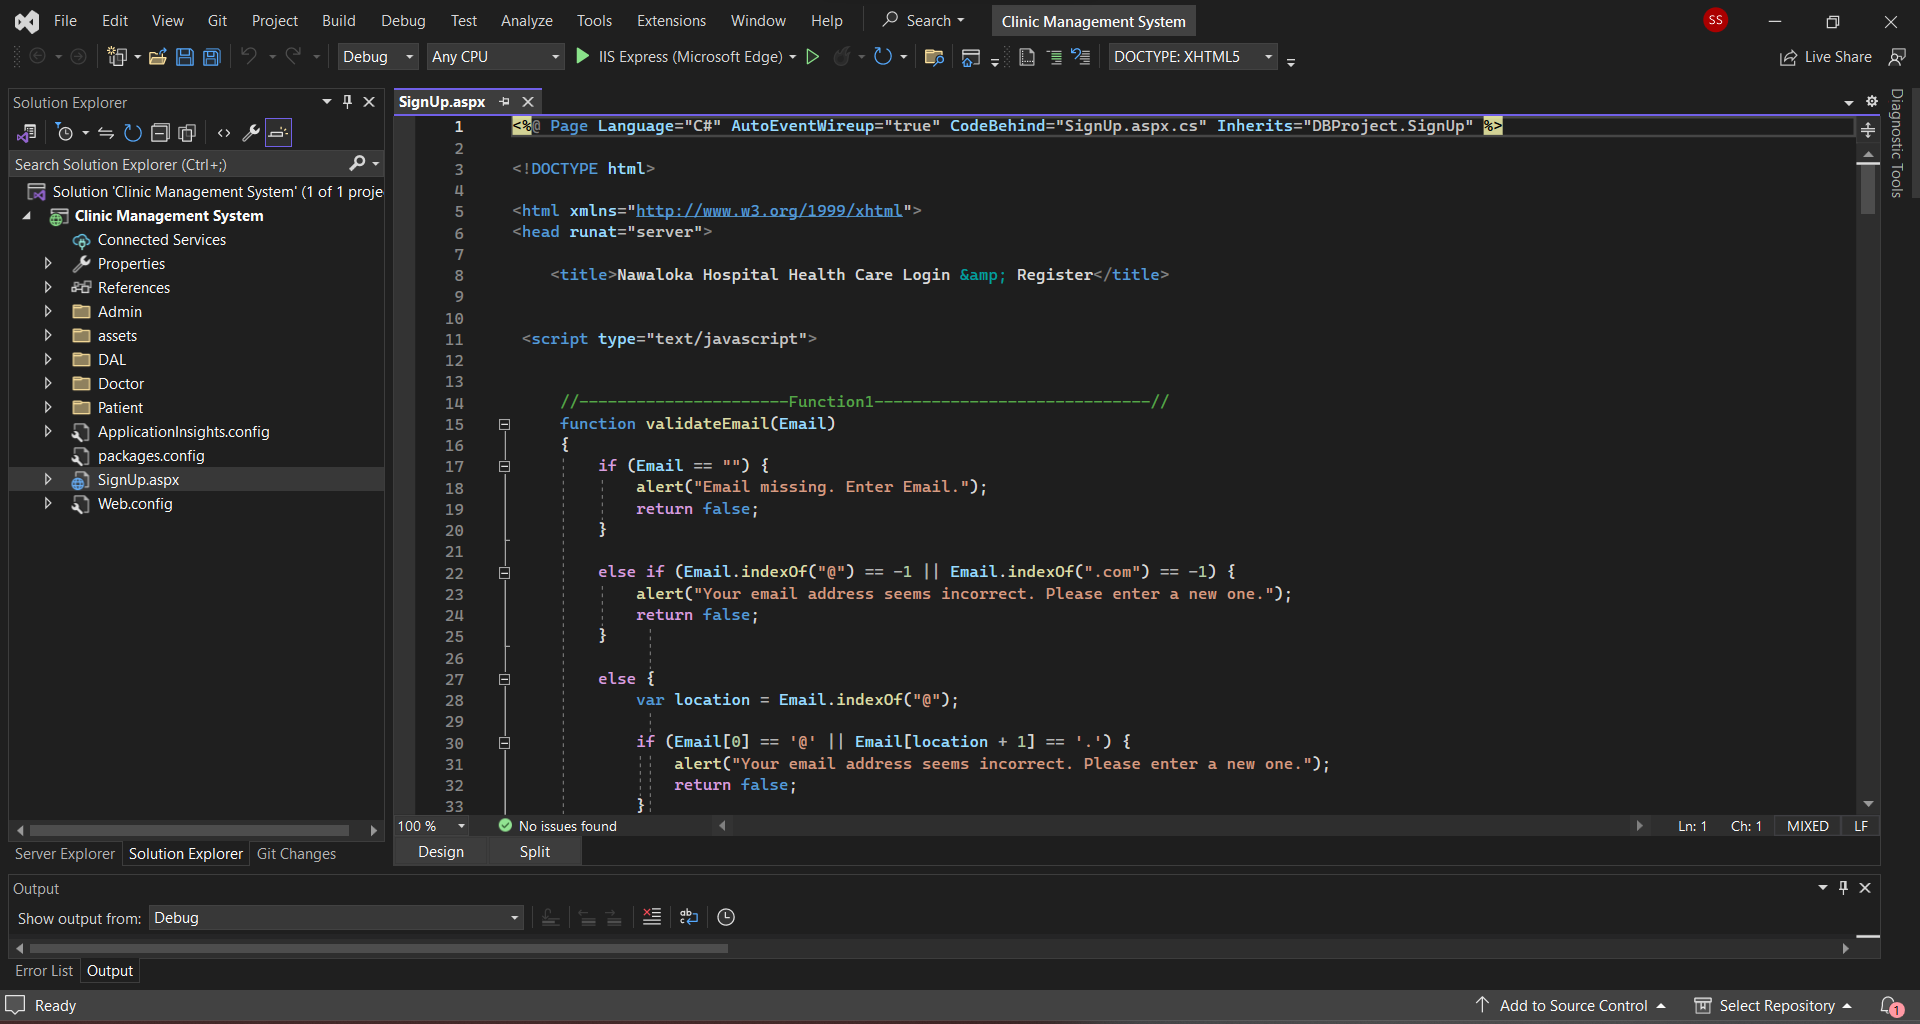 File Edit View Git Project Build Debug Test Analyze Tools Extensions Window Help Search Clinic Management System SS
Debug Any CPU IIS Express (Microsoft Edge) DOCTYPE: XHTML5 Live Share
Solution Explorer
Search Solution Explorer (Ctrl+;)
Solution 'Clinic Management System' (1 of 1 proje
Clinic Management System
Connected Services
Properties
References
Admin
assets
DAL
Doctor
Patient
ApplicationInsights.config
packages.config
SignUp.aspx
Web.config
Server Explorer Solution Explorer Git Changes
SignUp.aspx
1 <%@ Page Language="C#" AutoEventWireup="true" CodeBehind="SignUp.aspx.cs" Inherits="DBProject.SignUp" %>
2
3 <!DOCTYPE html>
4
5 <html xmlns="http://www.w3.org/1999/xhtml">
6 <head runat="server">
7
8 <title>Nawaloka Hospital Health Care Login &amp; Register</title>
9
10
11 <script type="text/javascript">
12
13
14 //----------------------Function1-----------------------------//
15 function validateEmail(Email)
16 {
17 if (Email == "") {
18 alert("Email missing. Enter Email.");
19 return false;
20 }
21
22 else if (Email.indexOf("@") == -1 || Email.indexOf(".com") == -1) {
23 alert("Your email address seems incorrect. Please enter a new one.");
24 return false;
25 }
26
27 else {
28 var location = Email.indexOf("@");
29
30 if (Email[0] == '@' || Email[location + 1] == '.') {
31 alert("Your email address seems incorrect. Please enter a new one.");
32 return false;
33 }
100 % No issues found Ln: 1 Ch: 1 MIXED LF
Design Split
Diagnostic Tools
Output
Show output from: Debug
Error List Output
Ready Add to Source Control Select Repository 1